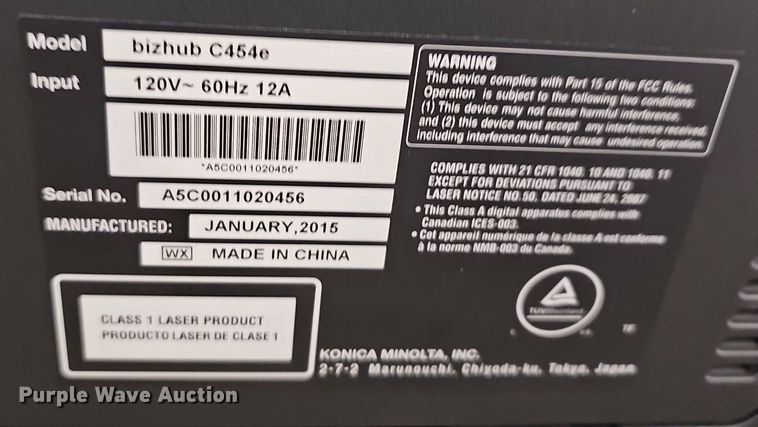 Model bizhub C454e
Input 120V~ 60Hz 12A
*A5C0011020456*
Serial No. A5C0011020456
MANUFACTURED: JANUARY,2015
WX MADE IN CHINA
CLASS 1 LASER PRODUCT
PRODUCTO LASER DE CLASE 1
WARNING
This device complies with Part 15 of the FCC Rules.
Operation is subject to the following two conditions:
(1) This device may not cause harmful interference,
and (2) this device must accept any interference received,
including interference that may cause undesired operation.
COMPLIES WITH 21 CFR 1040. 10 AND 1040. 11
EXCEPT FOR DEVIATIONS PURSUANT TO
LASER NOTICE NO.50, DATED JUNE 24, 2007
• This Class A digital apparatus complies with
Canadian ICES-003.
• Cet appareil numérique de la classe A est conforme
à la norme NMB-003 du Canada.
KONICA MINOLTA, INC.
2-7-2 Marunouchi, Chiyoda-ku, Tokyo, Japan
Purple Wave Auction